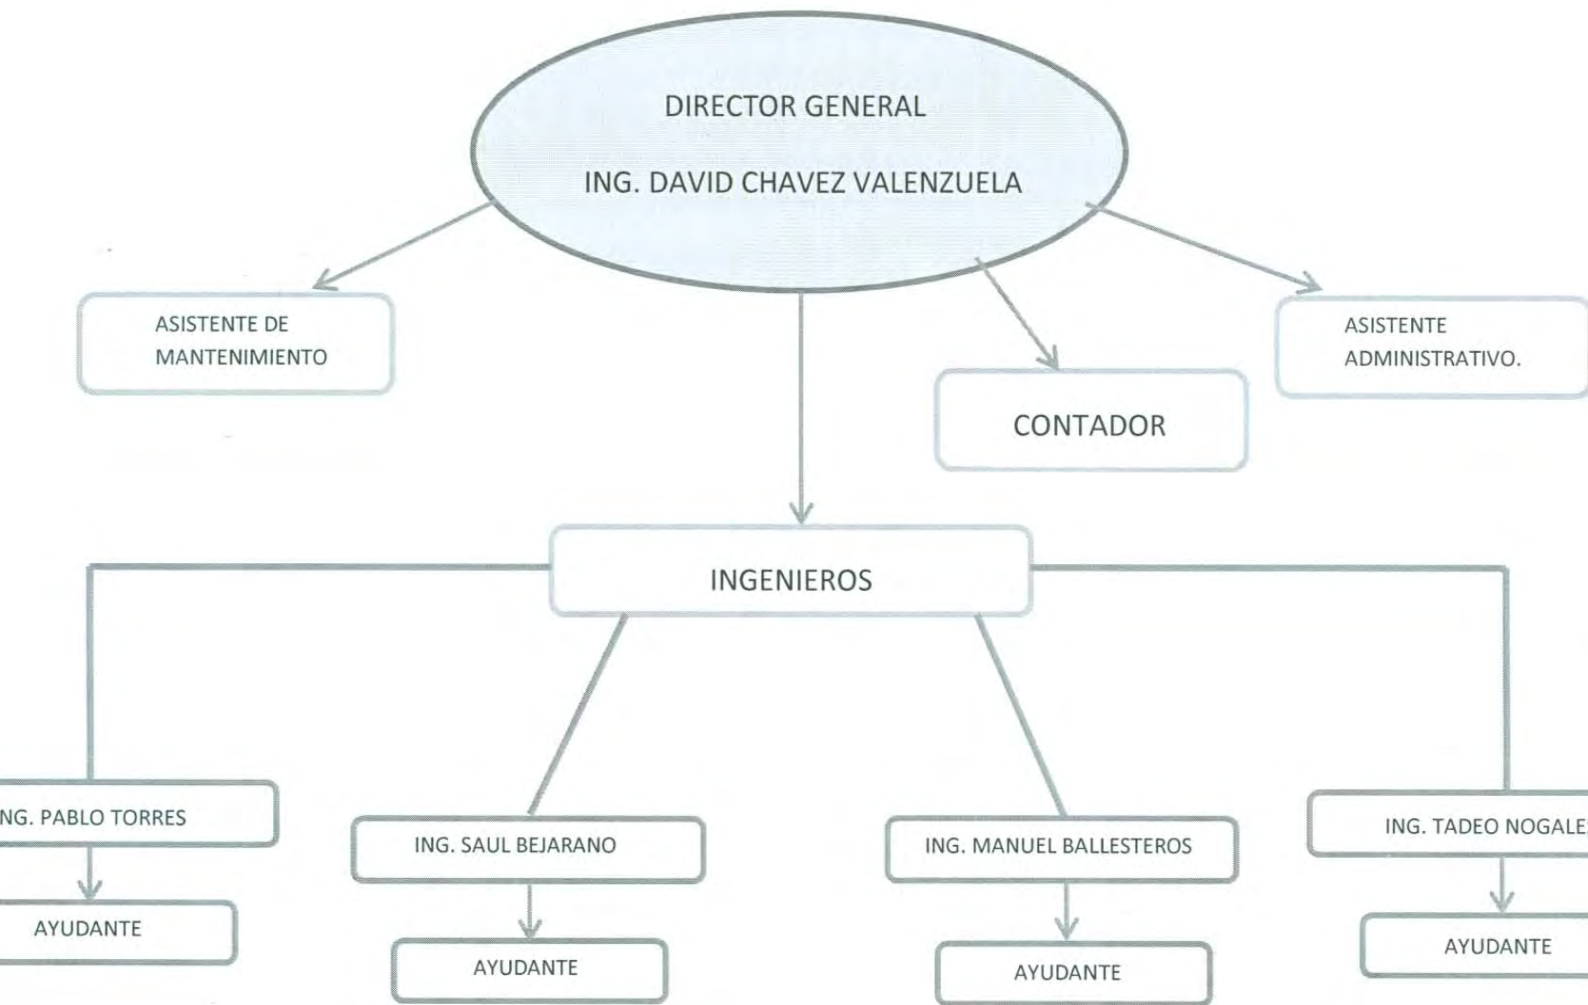 DIRECTOR GENERAL
ING. DAVID CHAVEZ VALENZUELA
ASISTENTE DE
MANTENIMIENTO
ASISTENTE
ADMINISTRATIVO.
CONTADOR
INGENIEROS
NG. PABLO TORRES
ING. SAUL BEJARANO
ING. MANUEL BALLESTEROS
ING. TADEO NOGALES
AYUDANTE
AYUDANTE
AYUDANTE
AYUDANTE